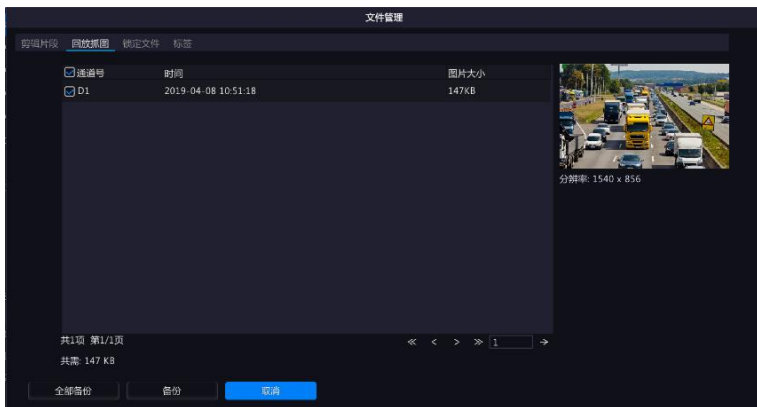 文件管理
剪辑片段 回放抓图 锁定文件 标签
通道号 时间 图片大小
D1 2019-04-08 10:51:18 147KB
分辨率: 1540 x 856
共1项 第1/1页 1
共需: 147 KB
全部备份 备份 取消